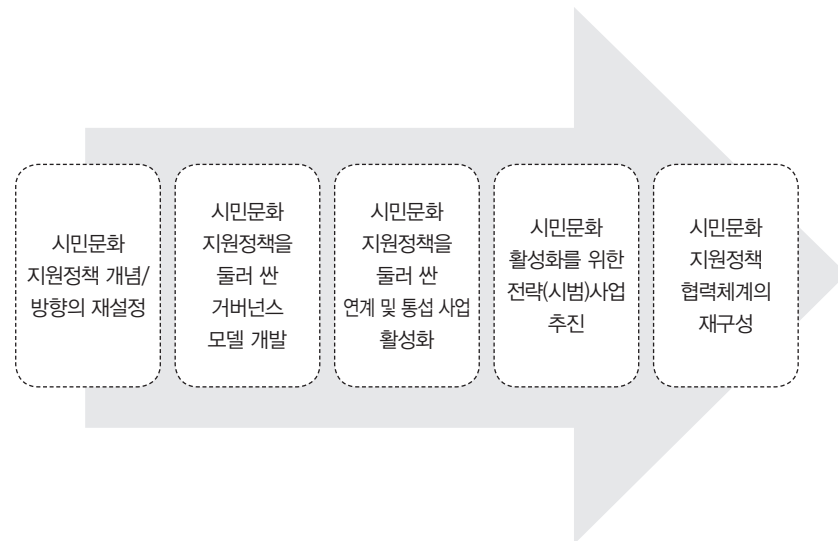 시민문화
지원정책 개념/
방향의 재설정
시민문화
지원정책을
둘러 싼
거버넌스
모델 개발
시민문화
지원정책을
둘러 싼
연계 및 통섭 사업
활성화
시민문화
활성화를 위한
전략(시범)사업
추진
시민문화
지원정책
협력체계의
재구성